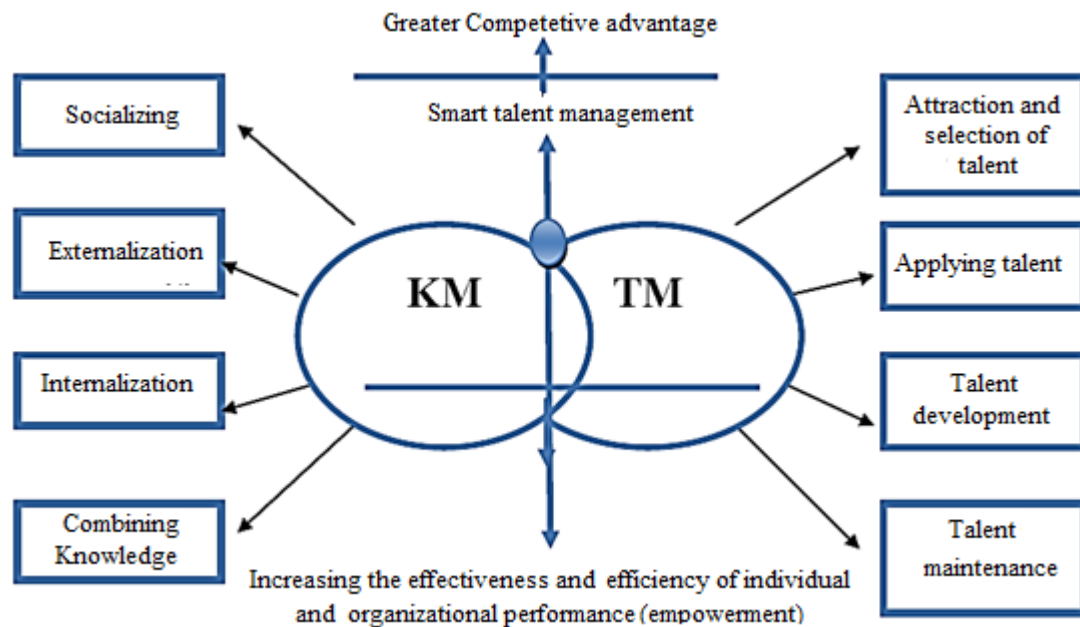 Greater Competetive advantage
Smart talent management
Socializing
Externalization
Internalization
Combining
Knowledge
KM
TM
Attraction and
selection of
talent
Applying talent
Talent
development
Talent
maintenance
Increasing the effectiveness and efficiency of individual
and organizational performance (empowerment)